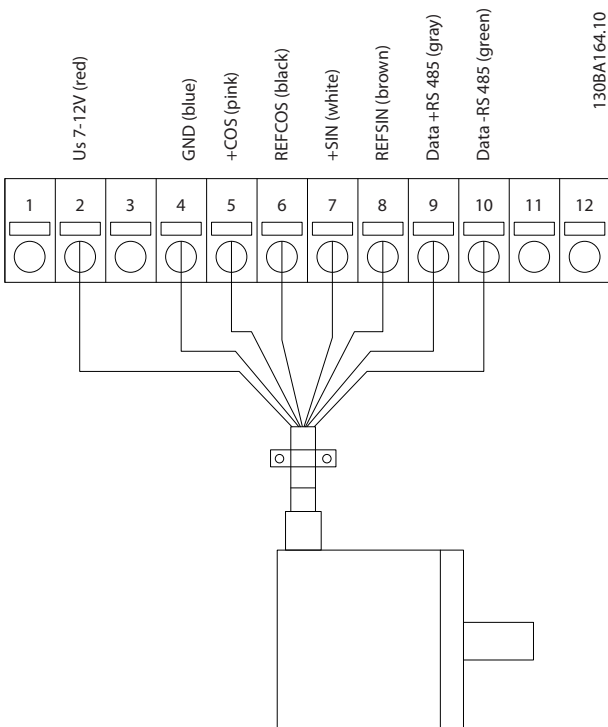 Us 7-12V (red)
GND (blue)
+COS (pink)
REFCOS (black)
+SIN (white)
REFSIN (brown)
Data +RS 485 (gray)
Data -RS 485 (green)
130BA164.10
1 2 3 4 5 6 7 8 9 10 11 12